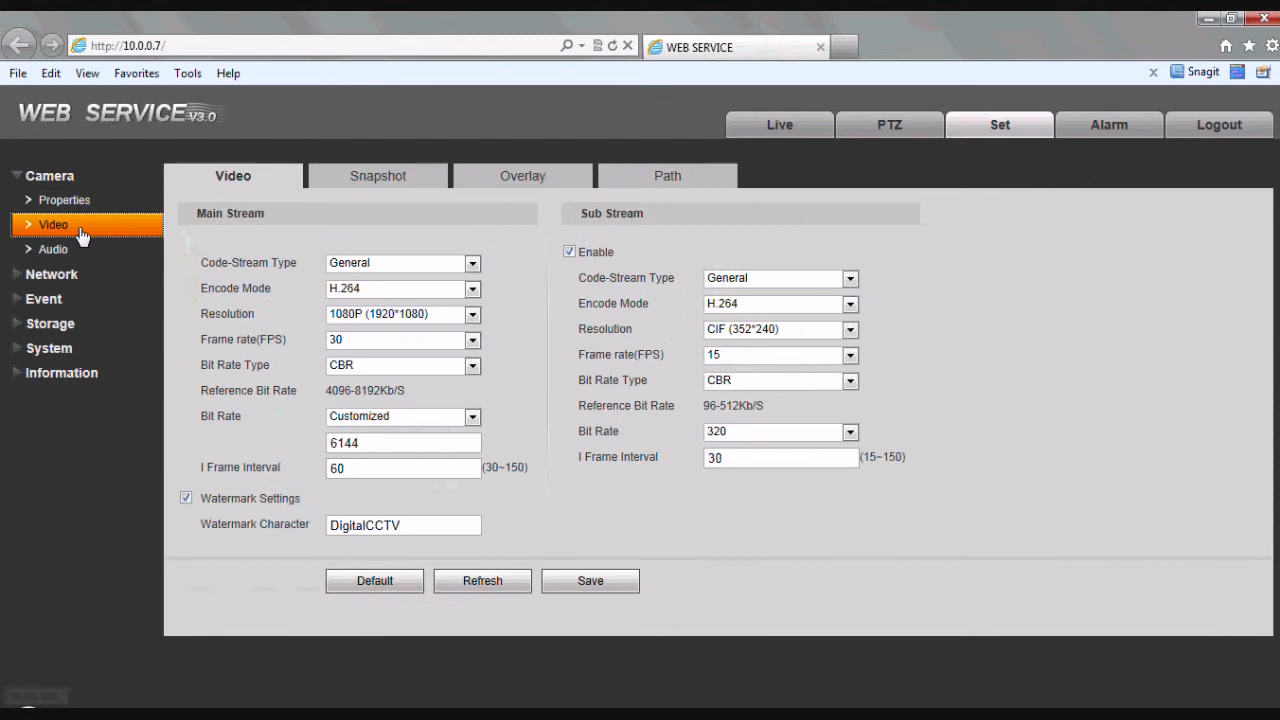 http://10.0.0.7/
WEB SERVICE
File Edit View Favorites Tools Help
Snagit
WEB SERVICE V3.0
Live PTZ Set Alarm Logout
Camera
Properties
Video
Audio
Network
Event
Storage
System
Information
Video Snapshot Overlay Path
Main Stream
Code-Stream Type General
Encode Mode H.264
Resolution 1080P (1920*1080)
Frame rate(FPS) 30
Bit Rate Type CBR
Reference Bit Rate 4096-8192Kb/S
Bit Rate Customized
6144
I Frame Interval 60 (30~150)
Watermark Settings
Watermark Character DigitalCCTV
Sub Stream
Enable
Code-Stream Type General
Encode Mode H.264
Resolution CIF (352*240)
Frame rate(FPS) 15
Bit Rate Type CBR
Reference Bit Rate 96-512Kb/S
Bit Rate 320
I Frame Interval 30 (15~150)
Default Refresh Save